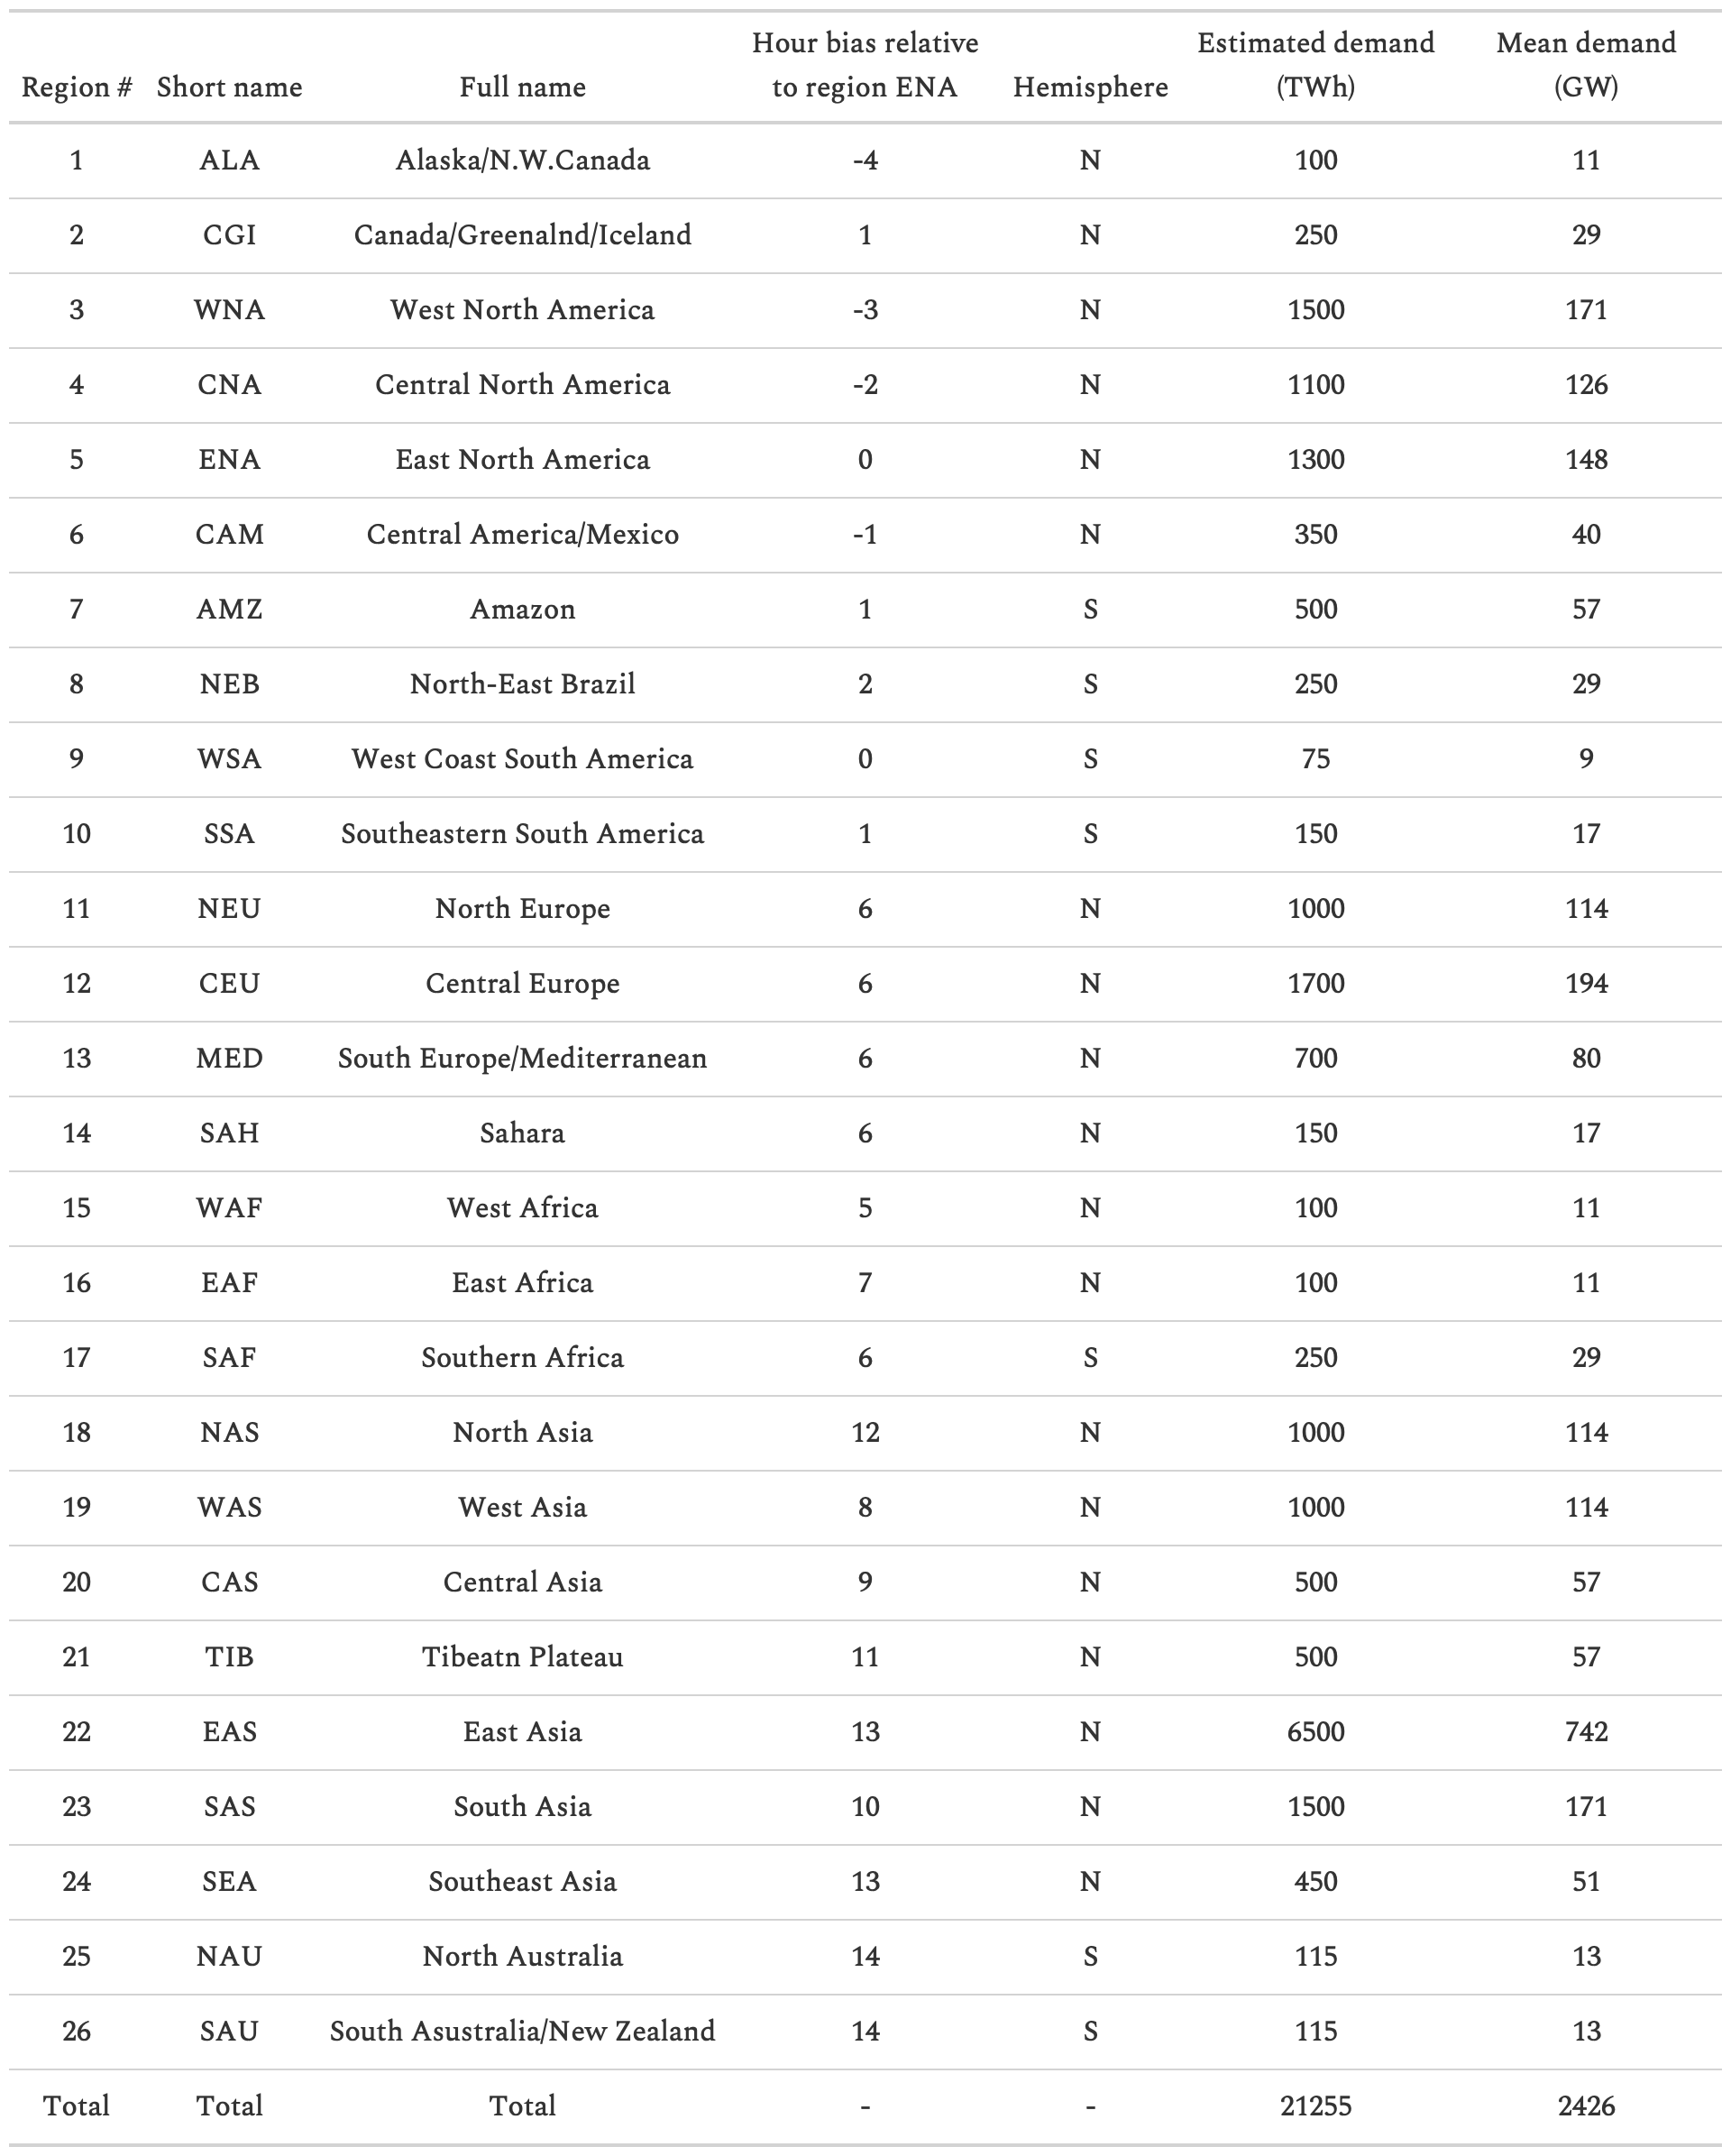 Region # Short name Full name Hour bias relative to region ENA Hemisphere Estimated demand (TWh) Mean demand (GW)
1 ALA Alaska/N.W.Canada -4 N 100 11
2 CGI Canada/Greenalnd/Iceland 1 N 250 29
3 WNA West North America -3 N 1500 171
4 CNA Central North America -2 N 1100 126
5 ENA East North America 0 N 1300 148
6 CAM Central America/Mexico -1 N 350 40
7 AMZ Amazon 1 S 500 57
8 NEB North-East Brazil 2 S 250 29
9 WSA West Coast South America 0 S 75 9
10 SSA Southeastern South America 1 S 150 17
11 NEU North Europe 6 N 1000 114
12 CEU Central Europe 6 N 1700 194
13 MED South Europe/Mediterranean 6 N 700 80
14 SAH Sahara 6 N 150 17
15 WAF West Africa 5 N 100 11
16 EAF East Africa 7 N 100 11
17 SAF Southern Africa 6 S 250 29
18 NAS North Asia 12 N 1000 114
19 WAS West Asia 8 N 1000 114
20 CAS Central Asia 9 N 500 57
21 TIB Tibeatn Plateau 11 N 500 57
22 EAS East Asia 13 N 6500 742
23 SAS South Asia 10 N 1500 171
24 SEA Southeast Asia 13 N 450 51
25 NAU North Australia 14 S 115 13
26 SAU South Asustralia/New Zealand 14 S 115 13
Total Total Total - - 21255 2426